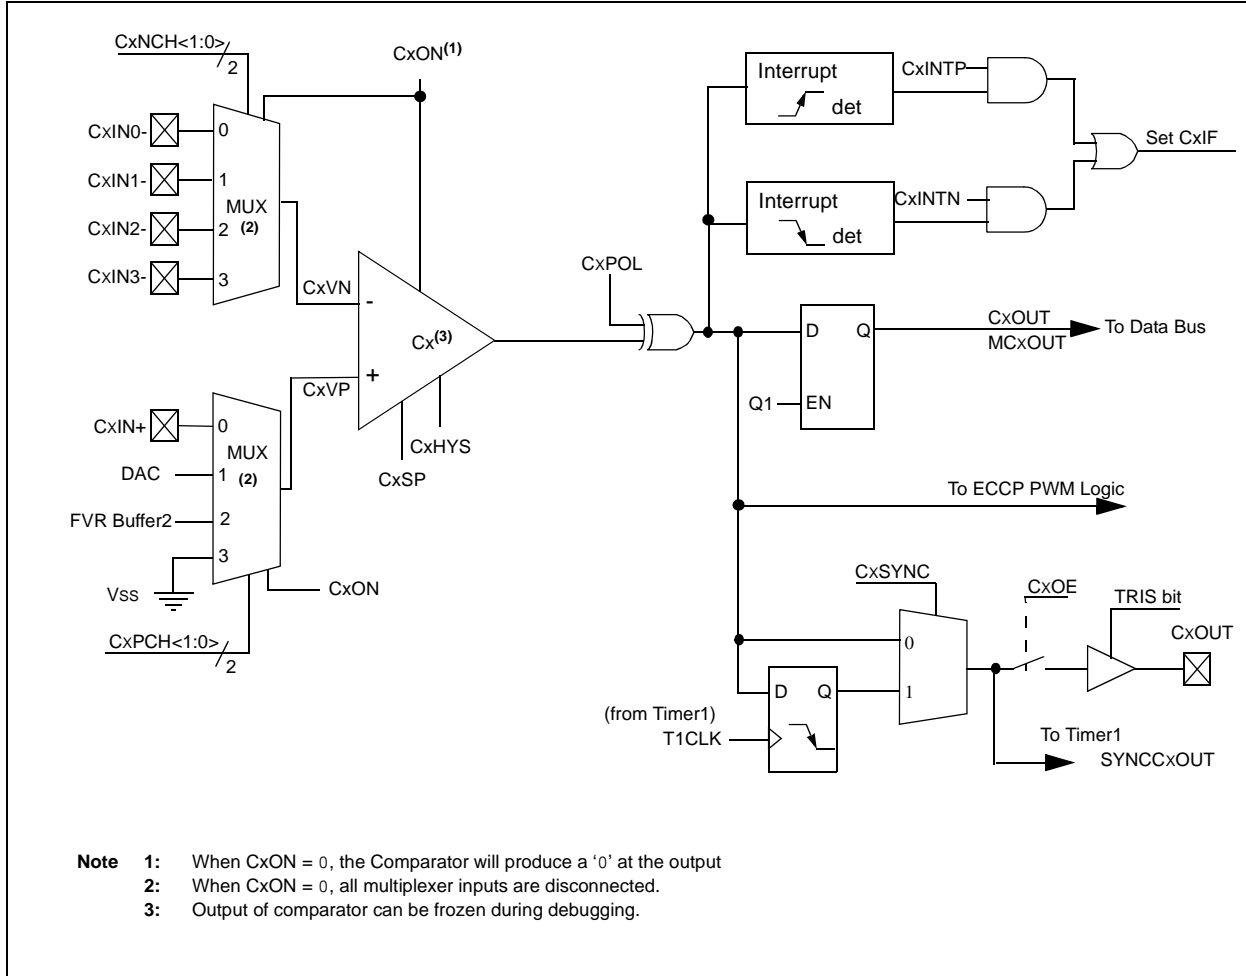 CxNCH<1:0>
2
CxON(1)
CxIN0-
CxIN1-
CxIN2-
CxIN3-
0
1
2
3
MUX
(2)
CxVN
-
Cx(3)
+
CxVP
CxHYS
CxSP
CxIN+
DAC
FVR Buffer2
VSS
0
1
2
3
MUX
(2)
CxON
CxPCH<1:0>
2
CxPOL
Interrupt
det
CxINTP
Interrupt
det
CxINTN
Set CxIF
D
Q
EN
Q1
CxOUT
MCxOUT
To Data Bus
To ECCP PWM Logic
CxSYNC
0
1
D
Q
(from Timer1)
T1CLK
CxOE
TRIS bit
CxOUT
To Timer1
SYNCCxOUT
Note 1: When CxON = 0, the Comparator will produce a ‘0’ at the output
2: When CxON = 0, all multiplexer inputs are disconnected.
3: Output of comparator can be frozen during debugging.